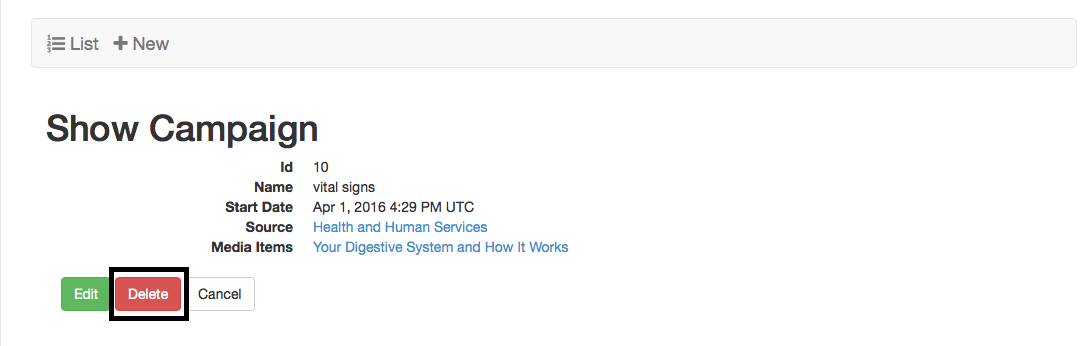 List New
Show Campaign
Id 10
Name vital signs
Start Date Apr 1, 2016 4:29 PM UTC
Source Health and Human Services
Media Items Your Digestive System and How It Works
Edit Delete Cancel